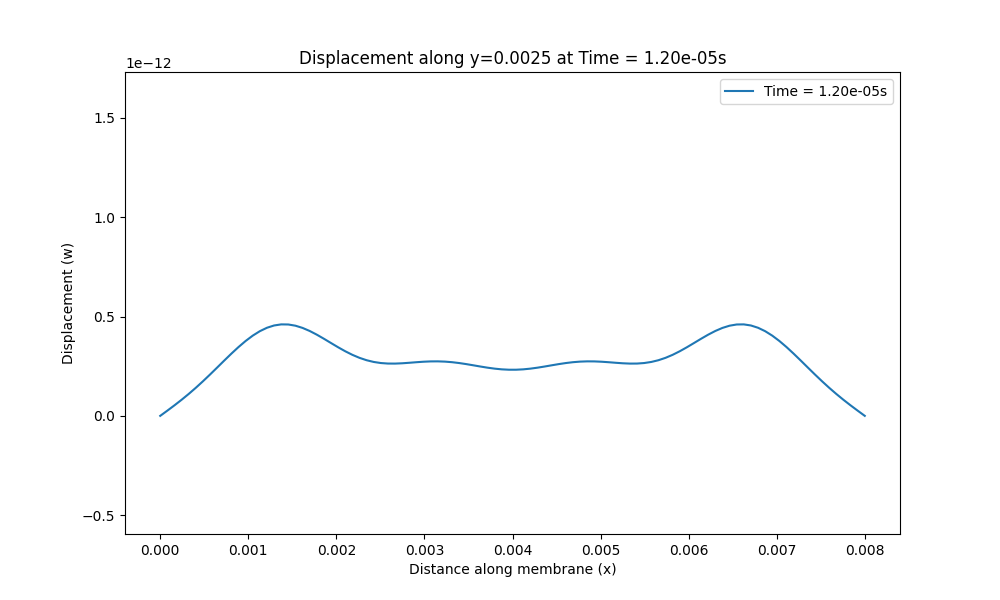 Displacement along y=0.0025 at Time = 1.20e-05s
1e−12
Time = 1.20e-05s
1.5
1.0
0.5
0.0
−0.5
Displacement (w)
0.000 0.001 0.002 0.003 0.004 0.005 0.006 0.007 0.008
Distance along membrane (x)